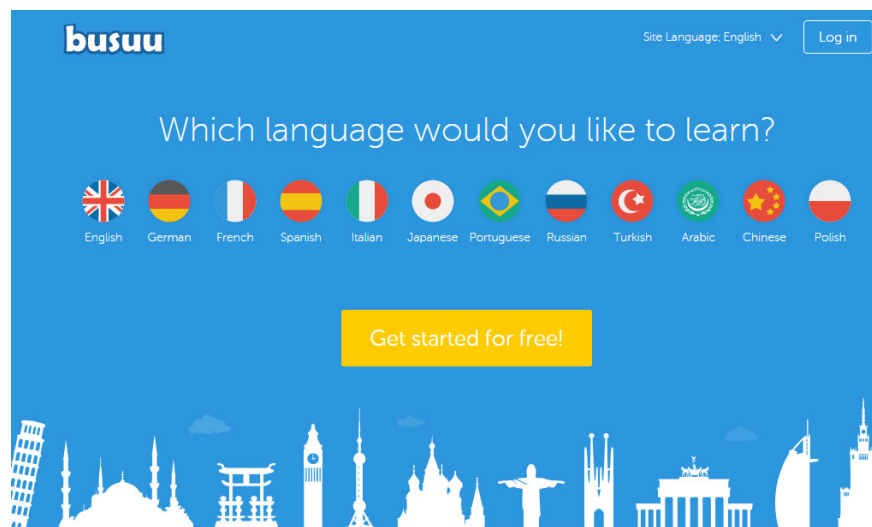 busuu
Site Language: English
Log in
Which language would you like to learn?
English German French Spanish Italian Japanese Portuguese Russian Turkish Arabic Chinese Polish
Get started for free!